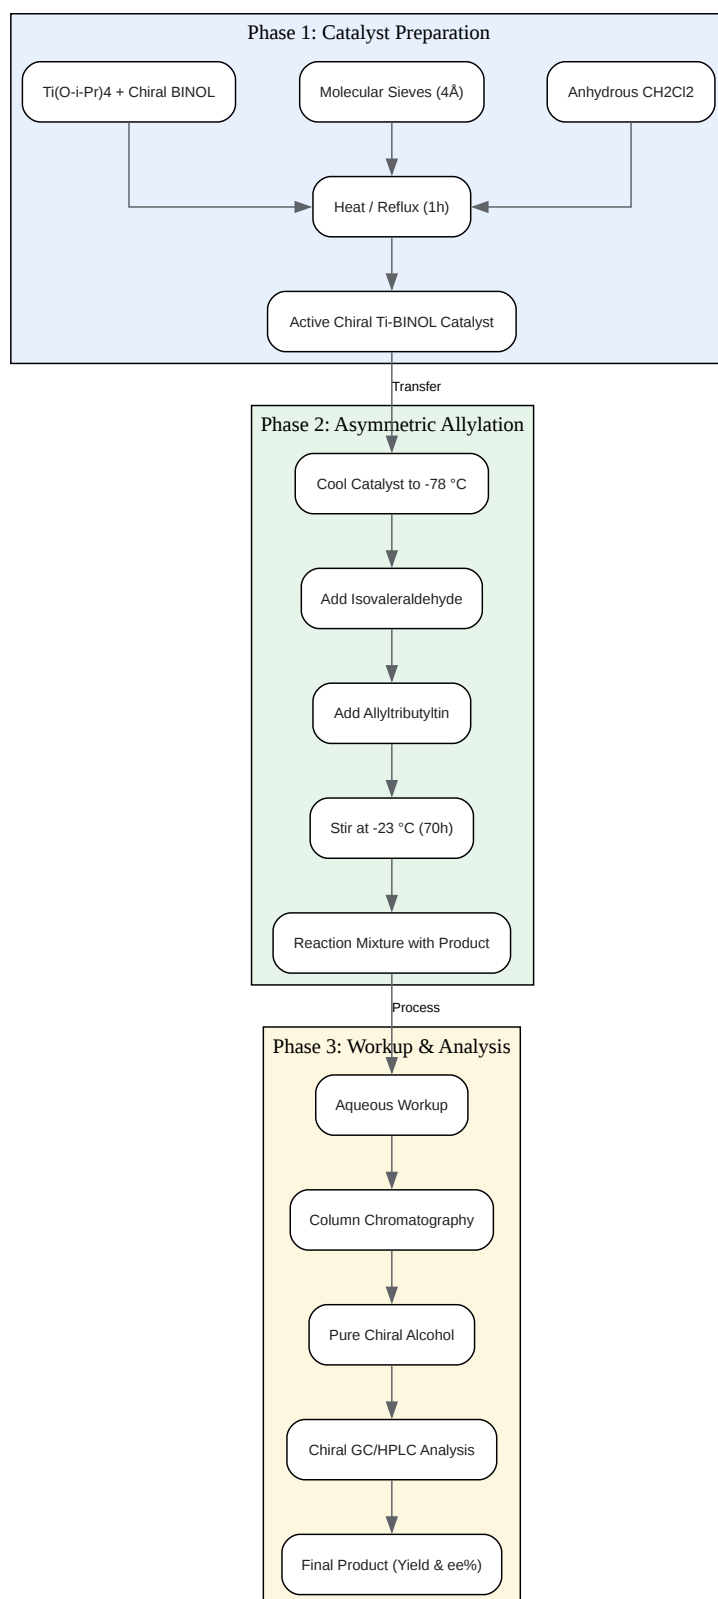 Phase 1: Catalyst Preparation
Ti(O-i-Pr)4 + Chiral BINOL
Molecular Sieves (4Å)
Anhydrous CH2Cl2
Heat / Reflux (1h)
Active Chiral Ti-BINOL Catalyst
Transfer
Phase 2: Asymmetric Allylation
Cool Catalyst to -78 °C
Add Isovaleraldehyde
Add Allyltributyltin
Stir at -23 °C (70h)
Reaction Mixture with Product
Process
Phase 3: Workup & Analysis
Aqueous Workup
Column Chromatography
Pure Chiral Alcohol
Chiral GC/HPLC Analysis
Final Product (Yield & ee%)